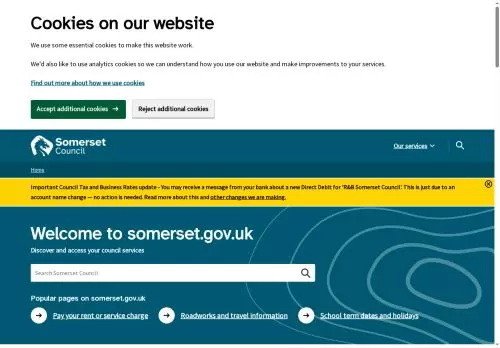 Cookies on our website
We use some essential cookies to make this website work.
We'd also like to use analytics cookies so we can understand how you use our website and make improvements to your services.
Find out more about how we use cookies
Accept additional cookies
Reject additional cookies
Somerset
Council
Our services
Home
Important Council Tax and Business Rates update - You may receive a message from your bank about a new Direct Debit for 'R&B Somerset Council'. This is just due to an
account name change — no action is needed. Read more about this and other changes we are making.
Welcome to somerset.gov.uk
Discover and access your council services
Search Somerset Council
Popular pages on somerset.gov.uk
Pay your rent or service charge
Roadworks and travel information
School term dates and holidays